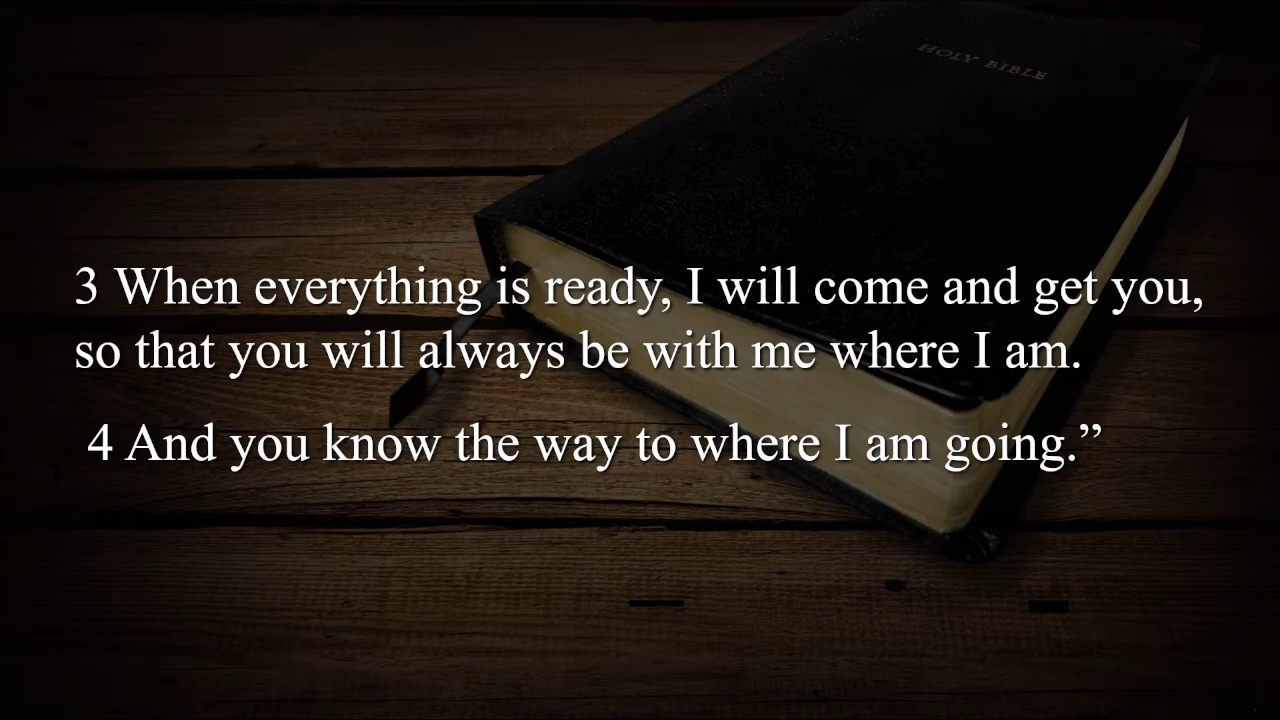 HOLY BIBLE
3 When everything is ready, I will come and get you,
so that you will always be with me where I am.
4 And you know the way to where I am going.”